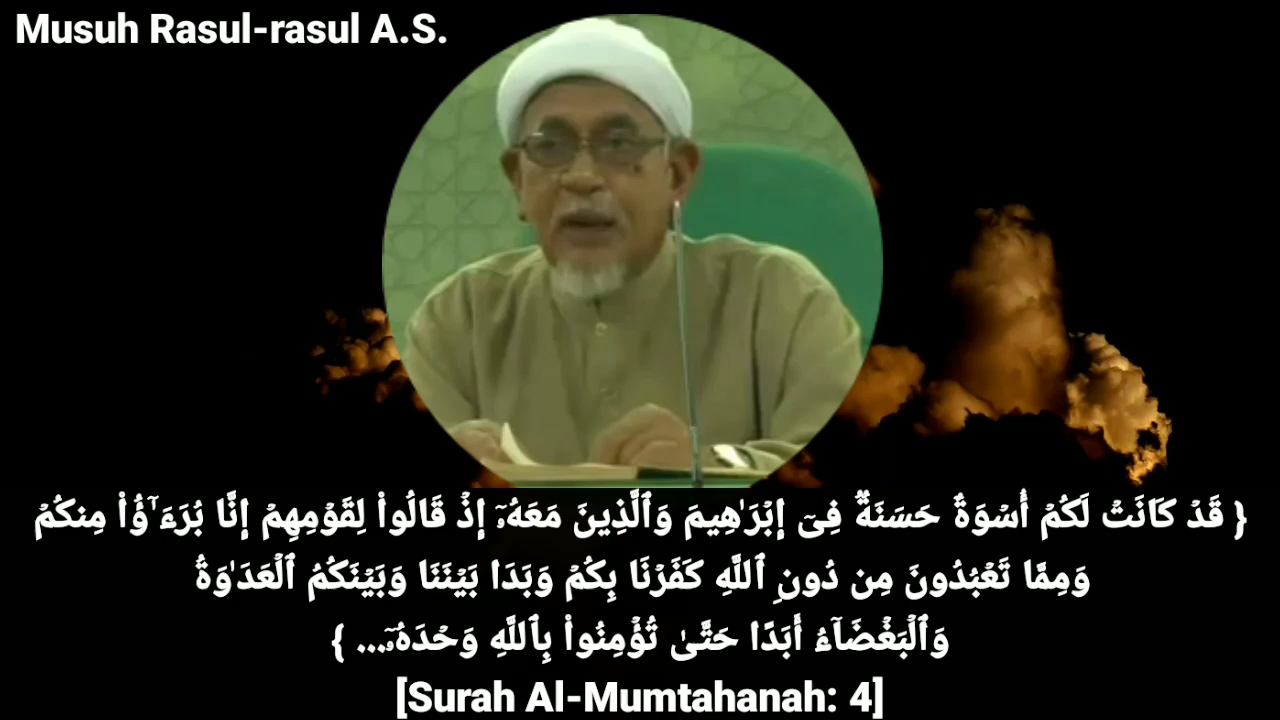 Musuh Rasul-rasul A.S.
{ قَدۡ كَانَتۡ لَكُمۡ أُسۡوَةٌ حَسَنَةٌ فِىٓ إِبۡرَٰهِيمَ وَٱلَّذِينَ مَعَهُۥٓ إِذۡ قَالُواْ لِقَوۡمِهِمۡ إِنَّا بُرَءَٰٓؤُاْ مِنكُمۡ
وَمِمَّا تَعۡبُدُونَ مِن دُونِ ٱللَّهِ كَفَرۡنَا بِكُمۡ وَبَدَا بَيۡنَنَا وَبَيۡنَكُمُ ٱلۡعَدَٰوَةُ
وَٱلۡبَغۡضَآءُ أَبَدًا حَتَّىٰ تُؤۡمِنُواْ بِٱللَّهِ وَحۡدَهُۥٓ... }
[Surah Al-Mumtahanah: 4]